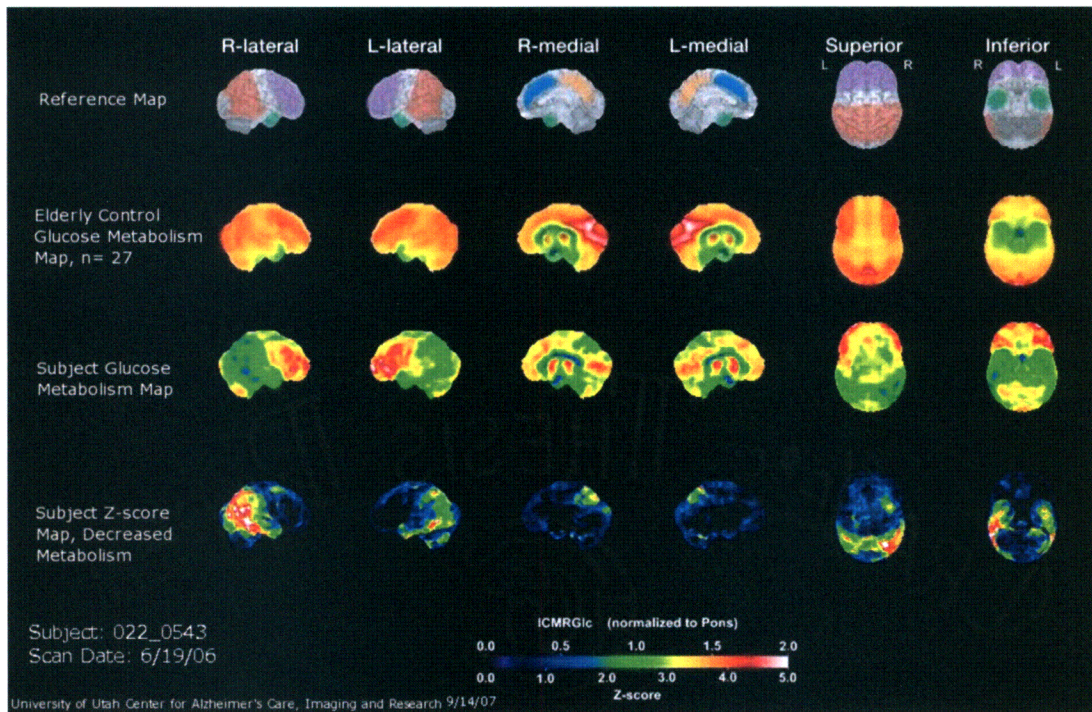 R-lateral L-lateral R-medial L-medial Superior Inferior
L R R L
Reference Map
Elderly Control
Glucose Metabolism
Map, n= 27
Subject Glucose
Metabolism Map
Subject Z-score
Map, Decreased
Metabolism
Subject: 022_0543
Scan Date: 6/19/06
lCMRGlc (normalized to Pons)
0.0 0.5 1.0 1.5 2.0
0.0 1.0 2.0 3.0 4.0 5.0
Z-score
University of Utah Center for Alzheimer's Care, Imaging and Research 9/14/07